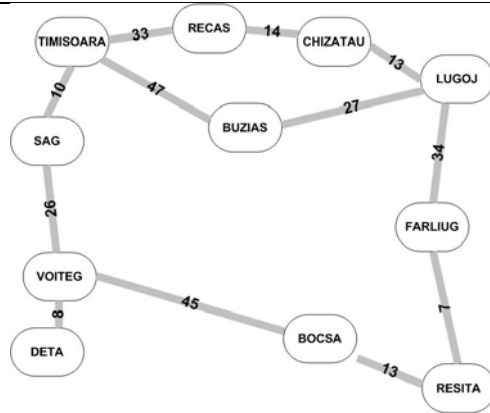 RECAS
TIMISOARA
33
14
CHIZATAU
13
LUGOJ
10
47
27
BUZIAS
SAG
34
26
FARLIUG
VOITEG
8
45
7
DETA
BOCSA
13
RESITA